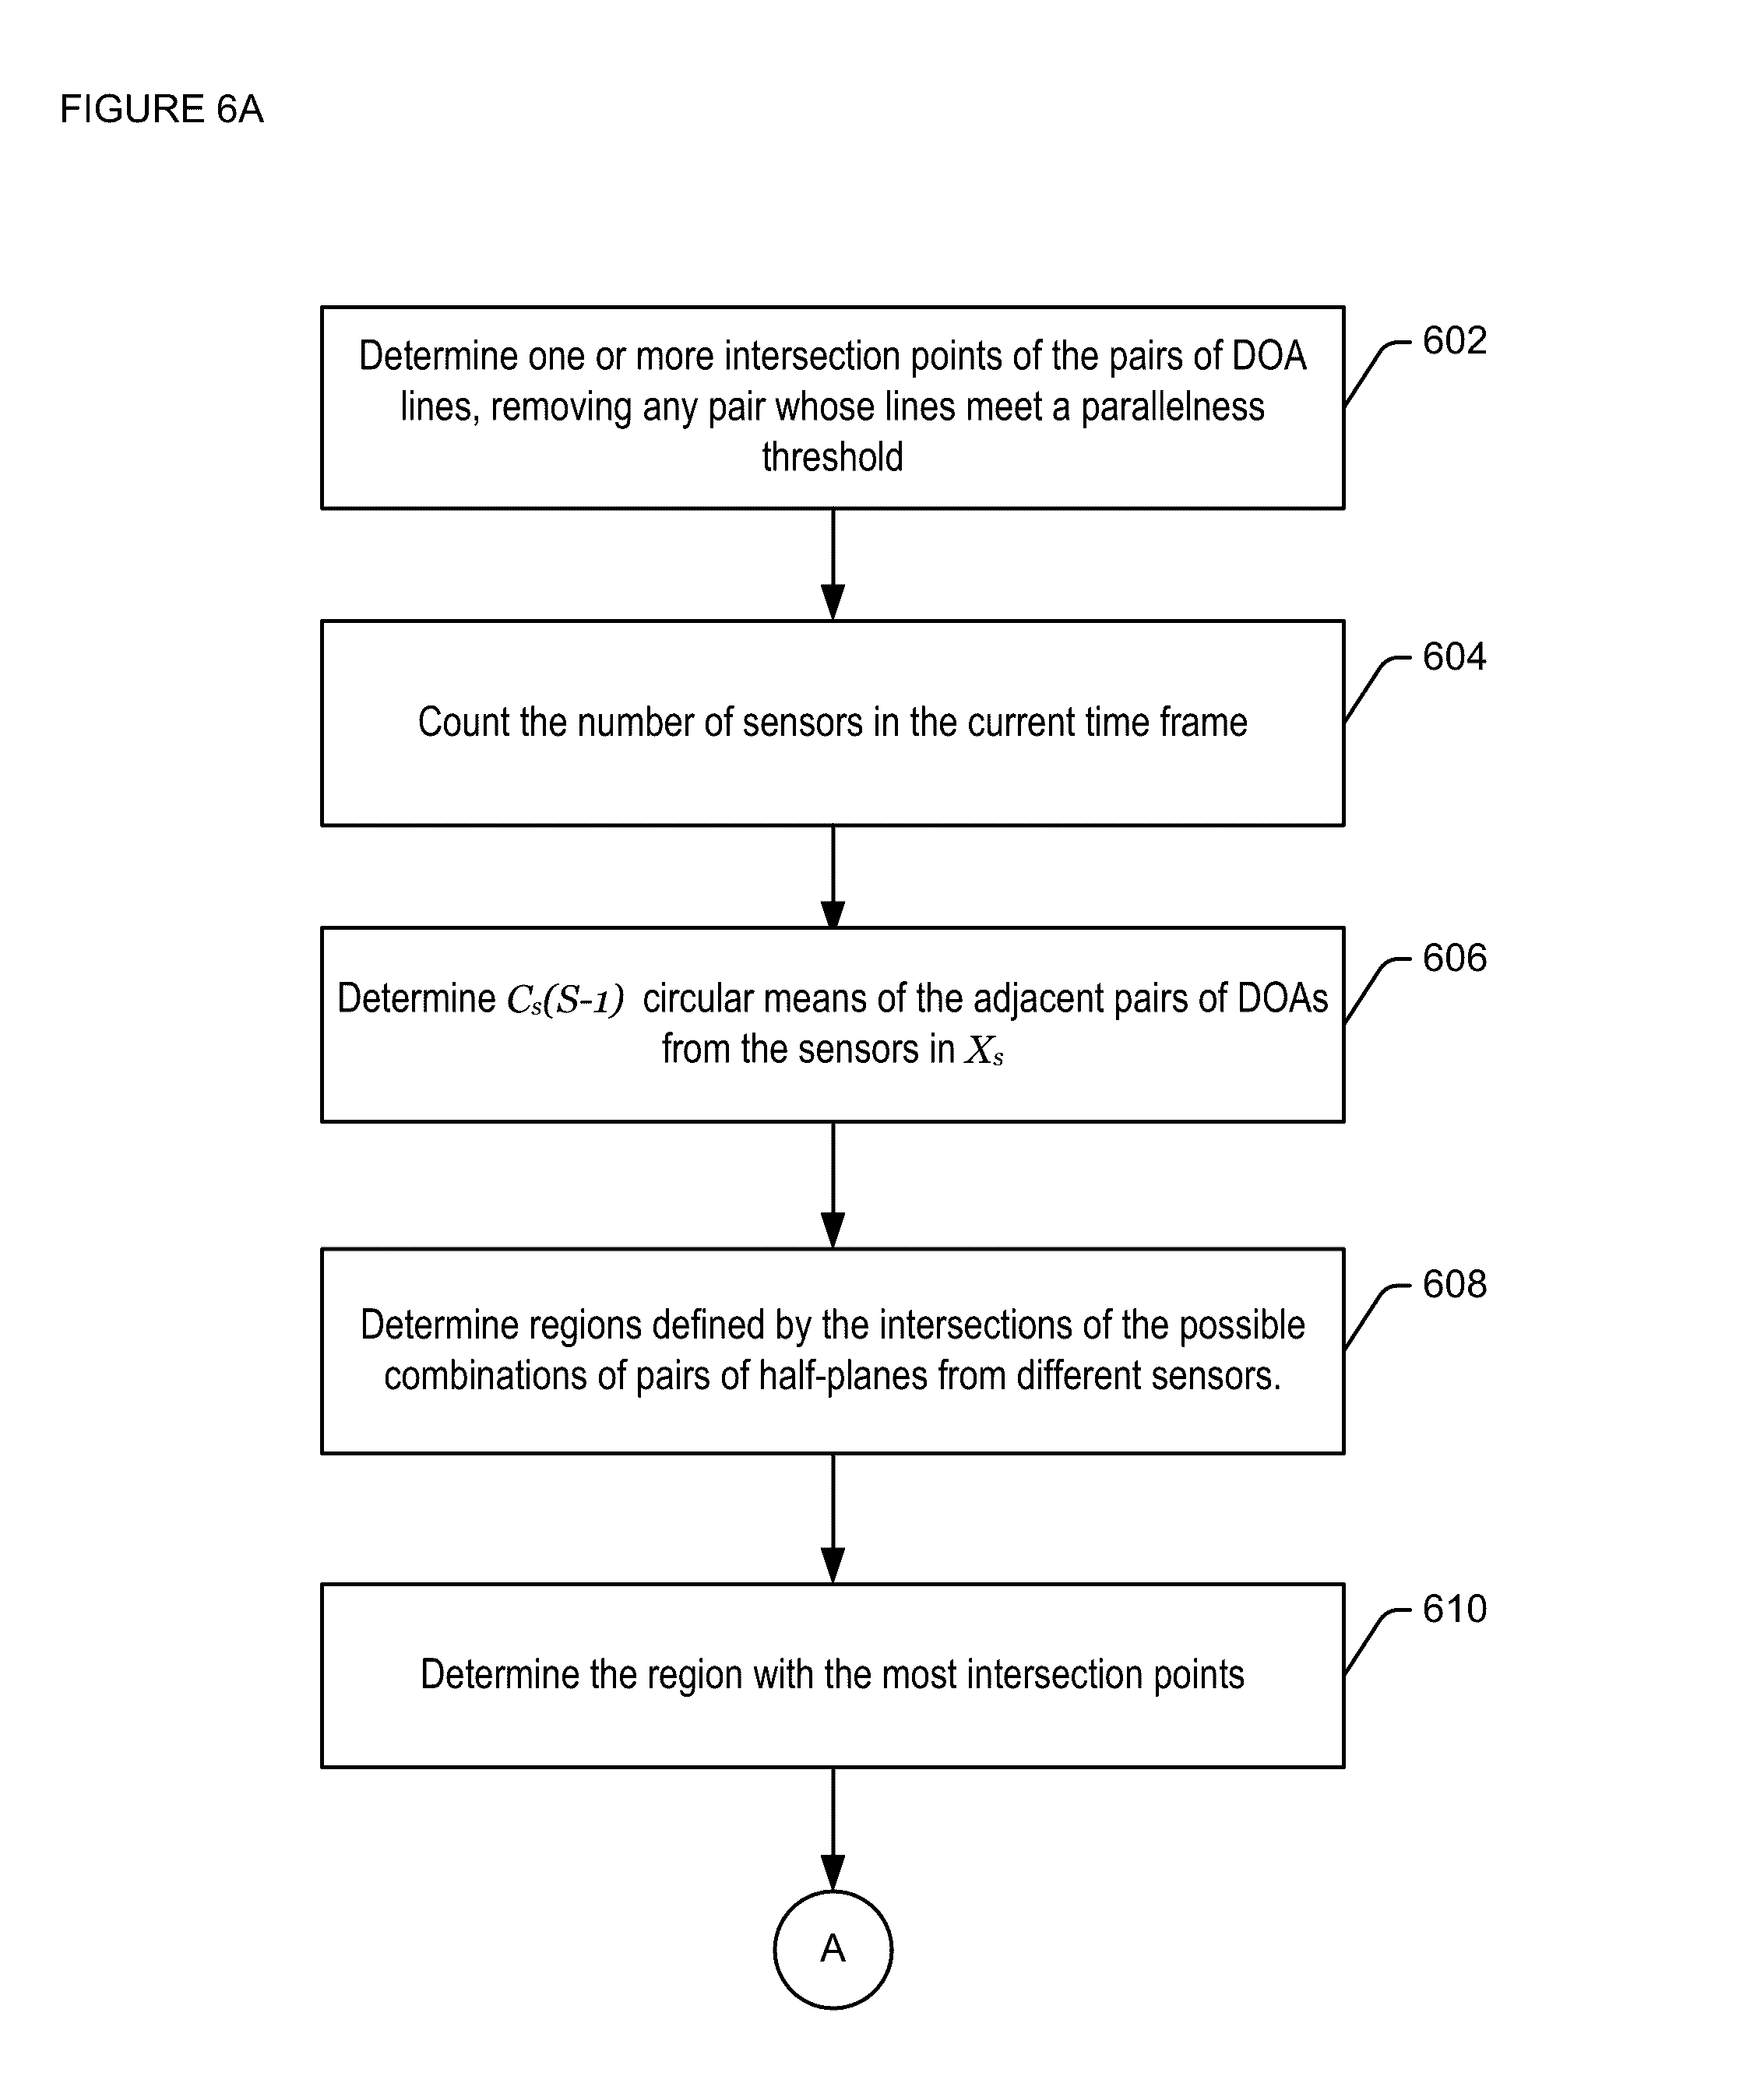 FIGURE 6A
Determine one or more intersection points of the pairs of DOA
lines, removing any pair whose lines meet a parallelness
threshold
602
Count the number of sensors in the current time frame
604
Determine Cs(S-1) circular means of the adjacent pairs of DOAs
from the sensors in Xs
606
Determine regions defined by the intersections of the possible
combinations of pairs of half-planes from different sensors.
608
Determine the region with the most intersection points
610
A